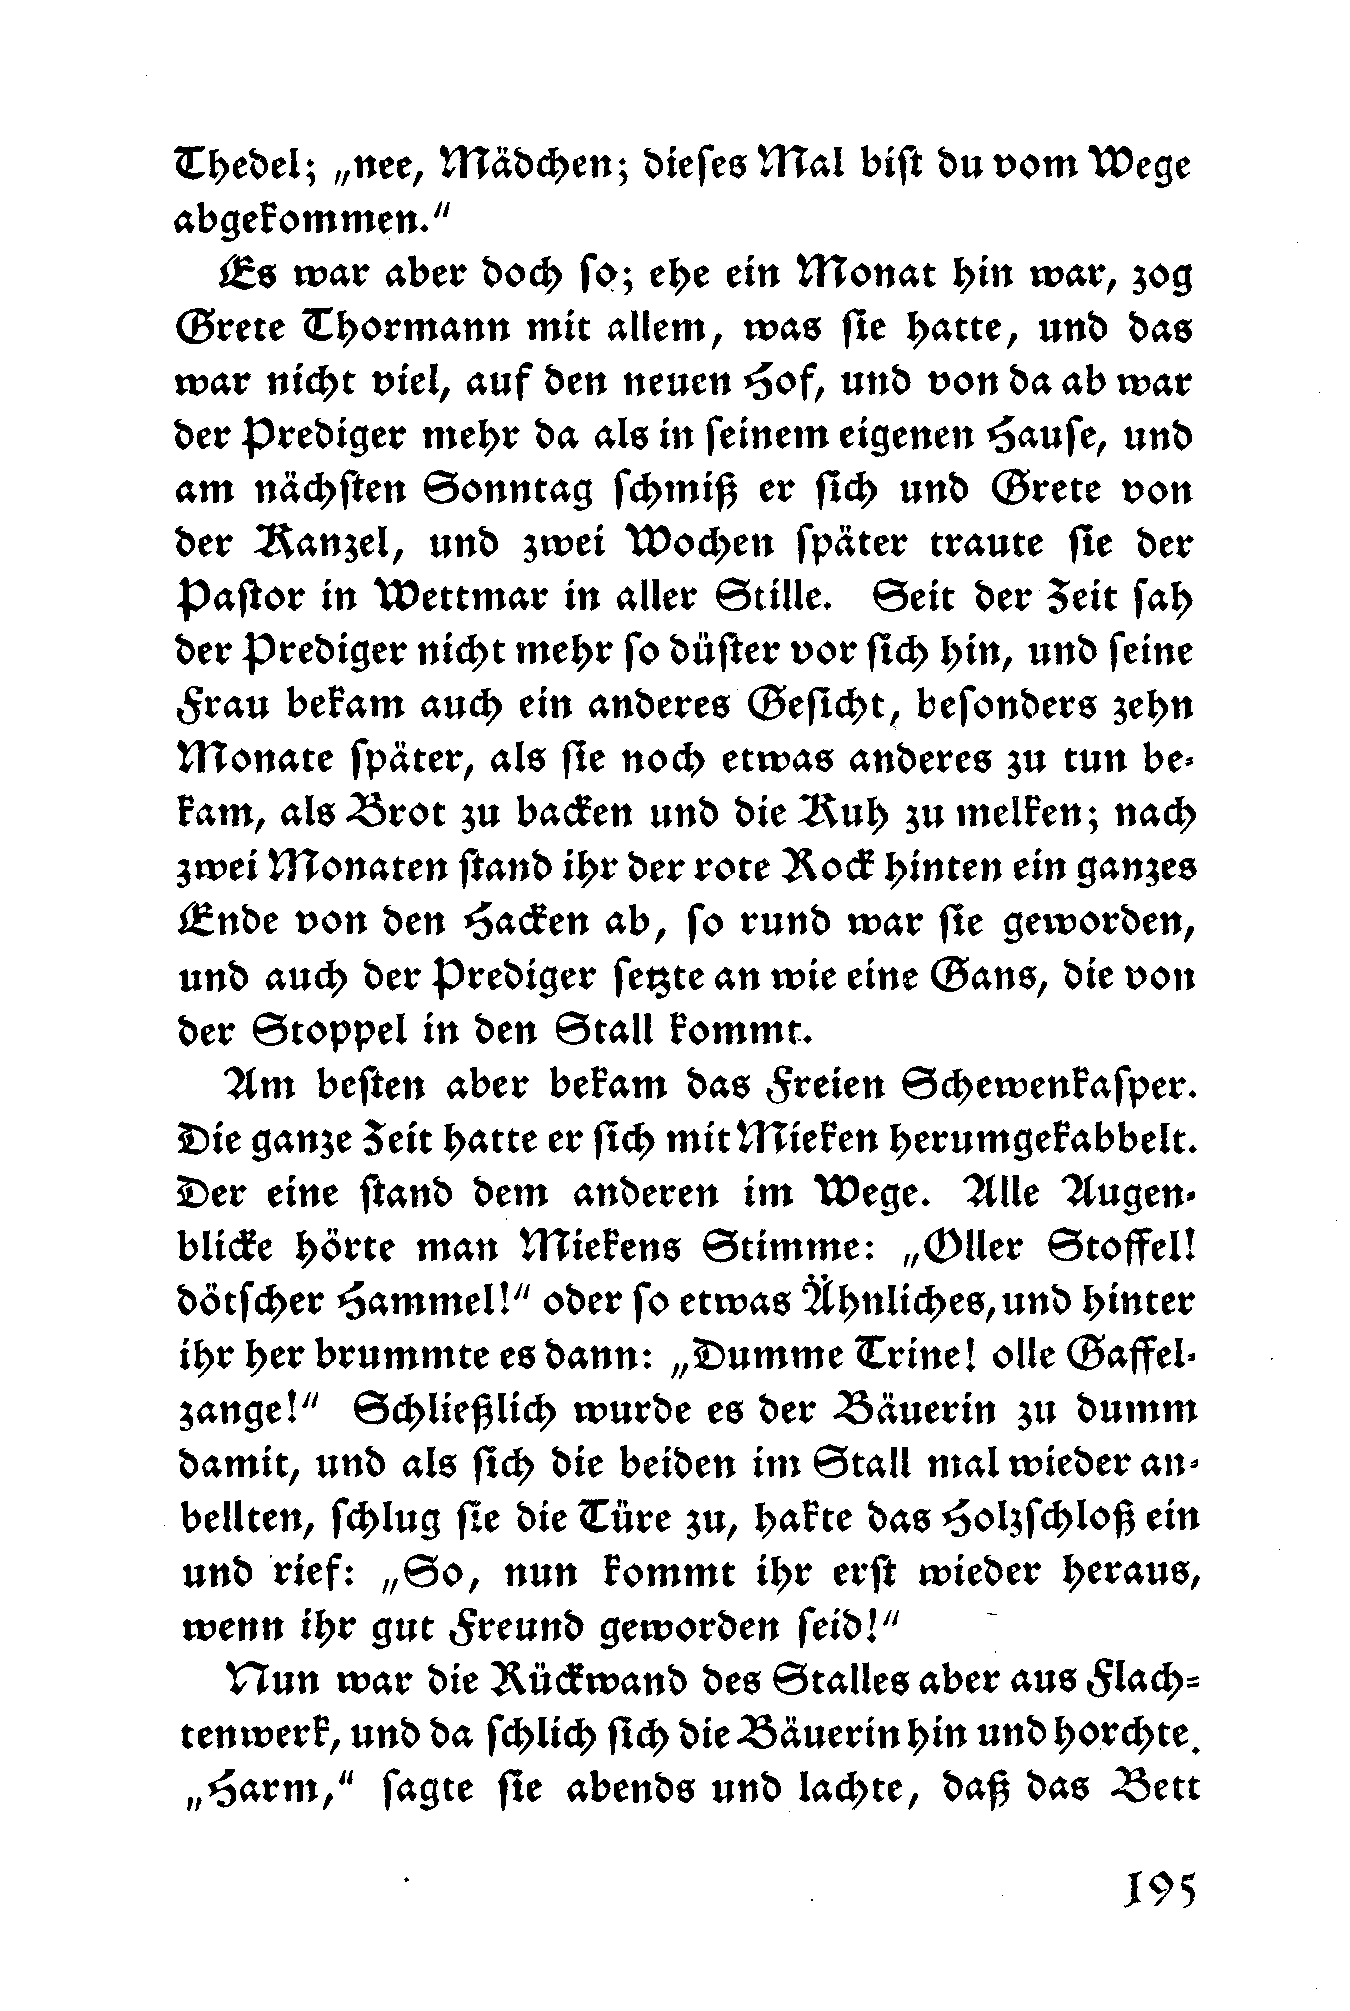 Thedel; „nee, Mädchen; dieses Mal bist du vom Wege
abgekommen.“
Es war aber doch so; ehe ein Monat hin war, zog
Grete Thormann mit allem, was sie hatte, und das
war nicht viel, auf den neuen Hof, und von da ab war
der Prediger mehr da als in seinem eigenen Hause, und
am nächsten Sonntag schmiß er sich und Grete von
der Kanzel, und zwei Wochen später traute sie der
Pastor in Wettmar in aller Stille. Seit der Zeit sah
der Prediger nicht mehr so düster vor sich hin, und seine
Frau bekam auch ein anderes Gesicht, besonders zehn
Monate später, als sie noch etwas anderes zu tun be-
kam, als Brot zu backen und die Kuh zu melken; nach
zwei Monaten stand ihr der rote Rock hinten ein ganzes
Ende von den Hacken ab, so rund war sie geworden,
und auch der Prediger setzte an wie eine Gans, die von
der Stoppel in den Stall kommt.
Am besten aber bekam das Freien Schewenkasper.
Die ganze Zeit hatte er sich mit Mieken herumgekabbelt.
Der eine stand dem anderen im Wege. Alle Augen-
blicke hörte man Miekens Stimme: „Oller Stoffel!
dötscher Hammel!“ oder so etwas Ähnliches, und hinter
ihr her brummte es dann: „Dumme Trine! olle Gaffel-
zange!“ Schließlich wurde es der Bäuerin zu dumm
damit, und als sich die beiden im Stall mal wieder an-
bellten, schlug sie die Türe zu, hakte das Holzschloß ein
und rief: „So, nun kommt ihr erst wieder heraus,
wenn ihr gut Freund geworden seid!“
Nun war die Rückwand des Stalles aber aus Flach-
tenwerk, und da schlich sich die Bäuerin hin und horchte.
„Harm,“ sagte sie abends und lachte, daß das Bett
195